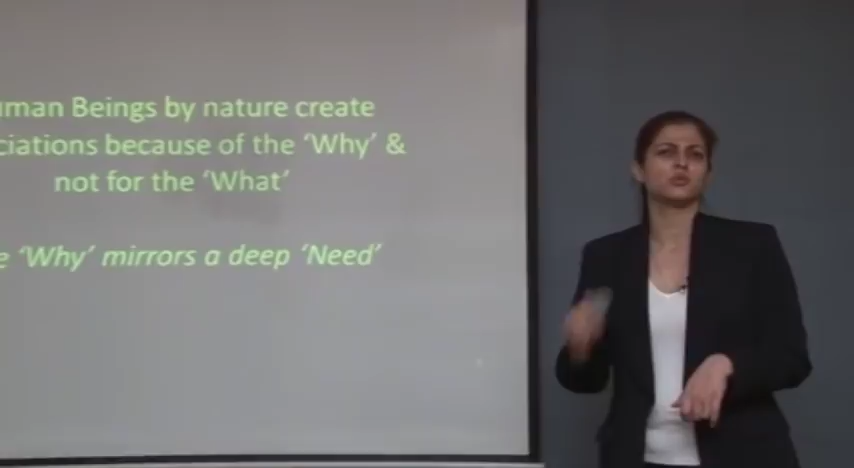 uman Beings by nature create
ciations because of the ‘Why’ &
not for the ‘What’
e ‘Why’ mirrors a deep ‘Need’